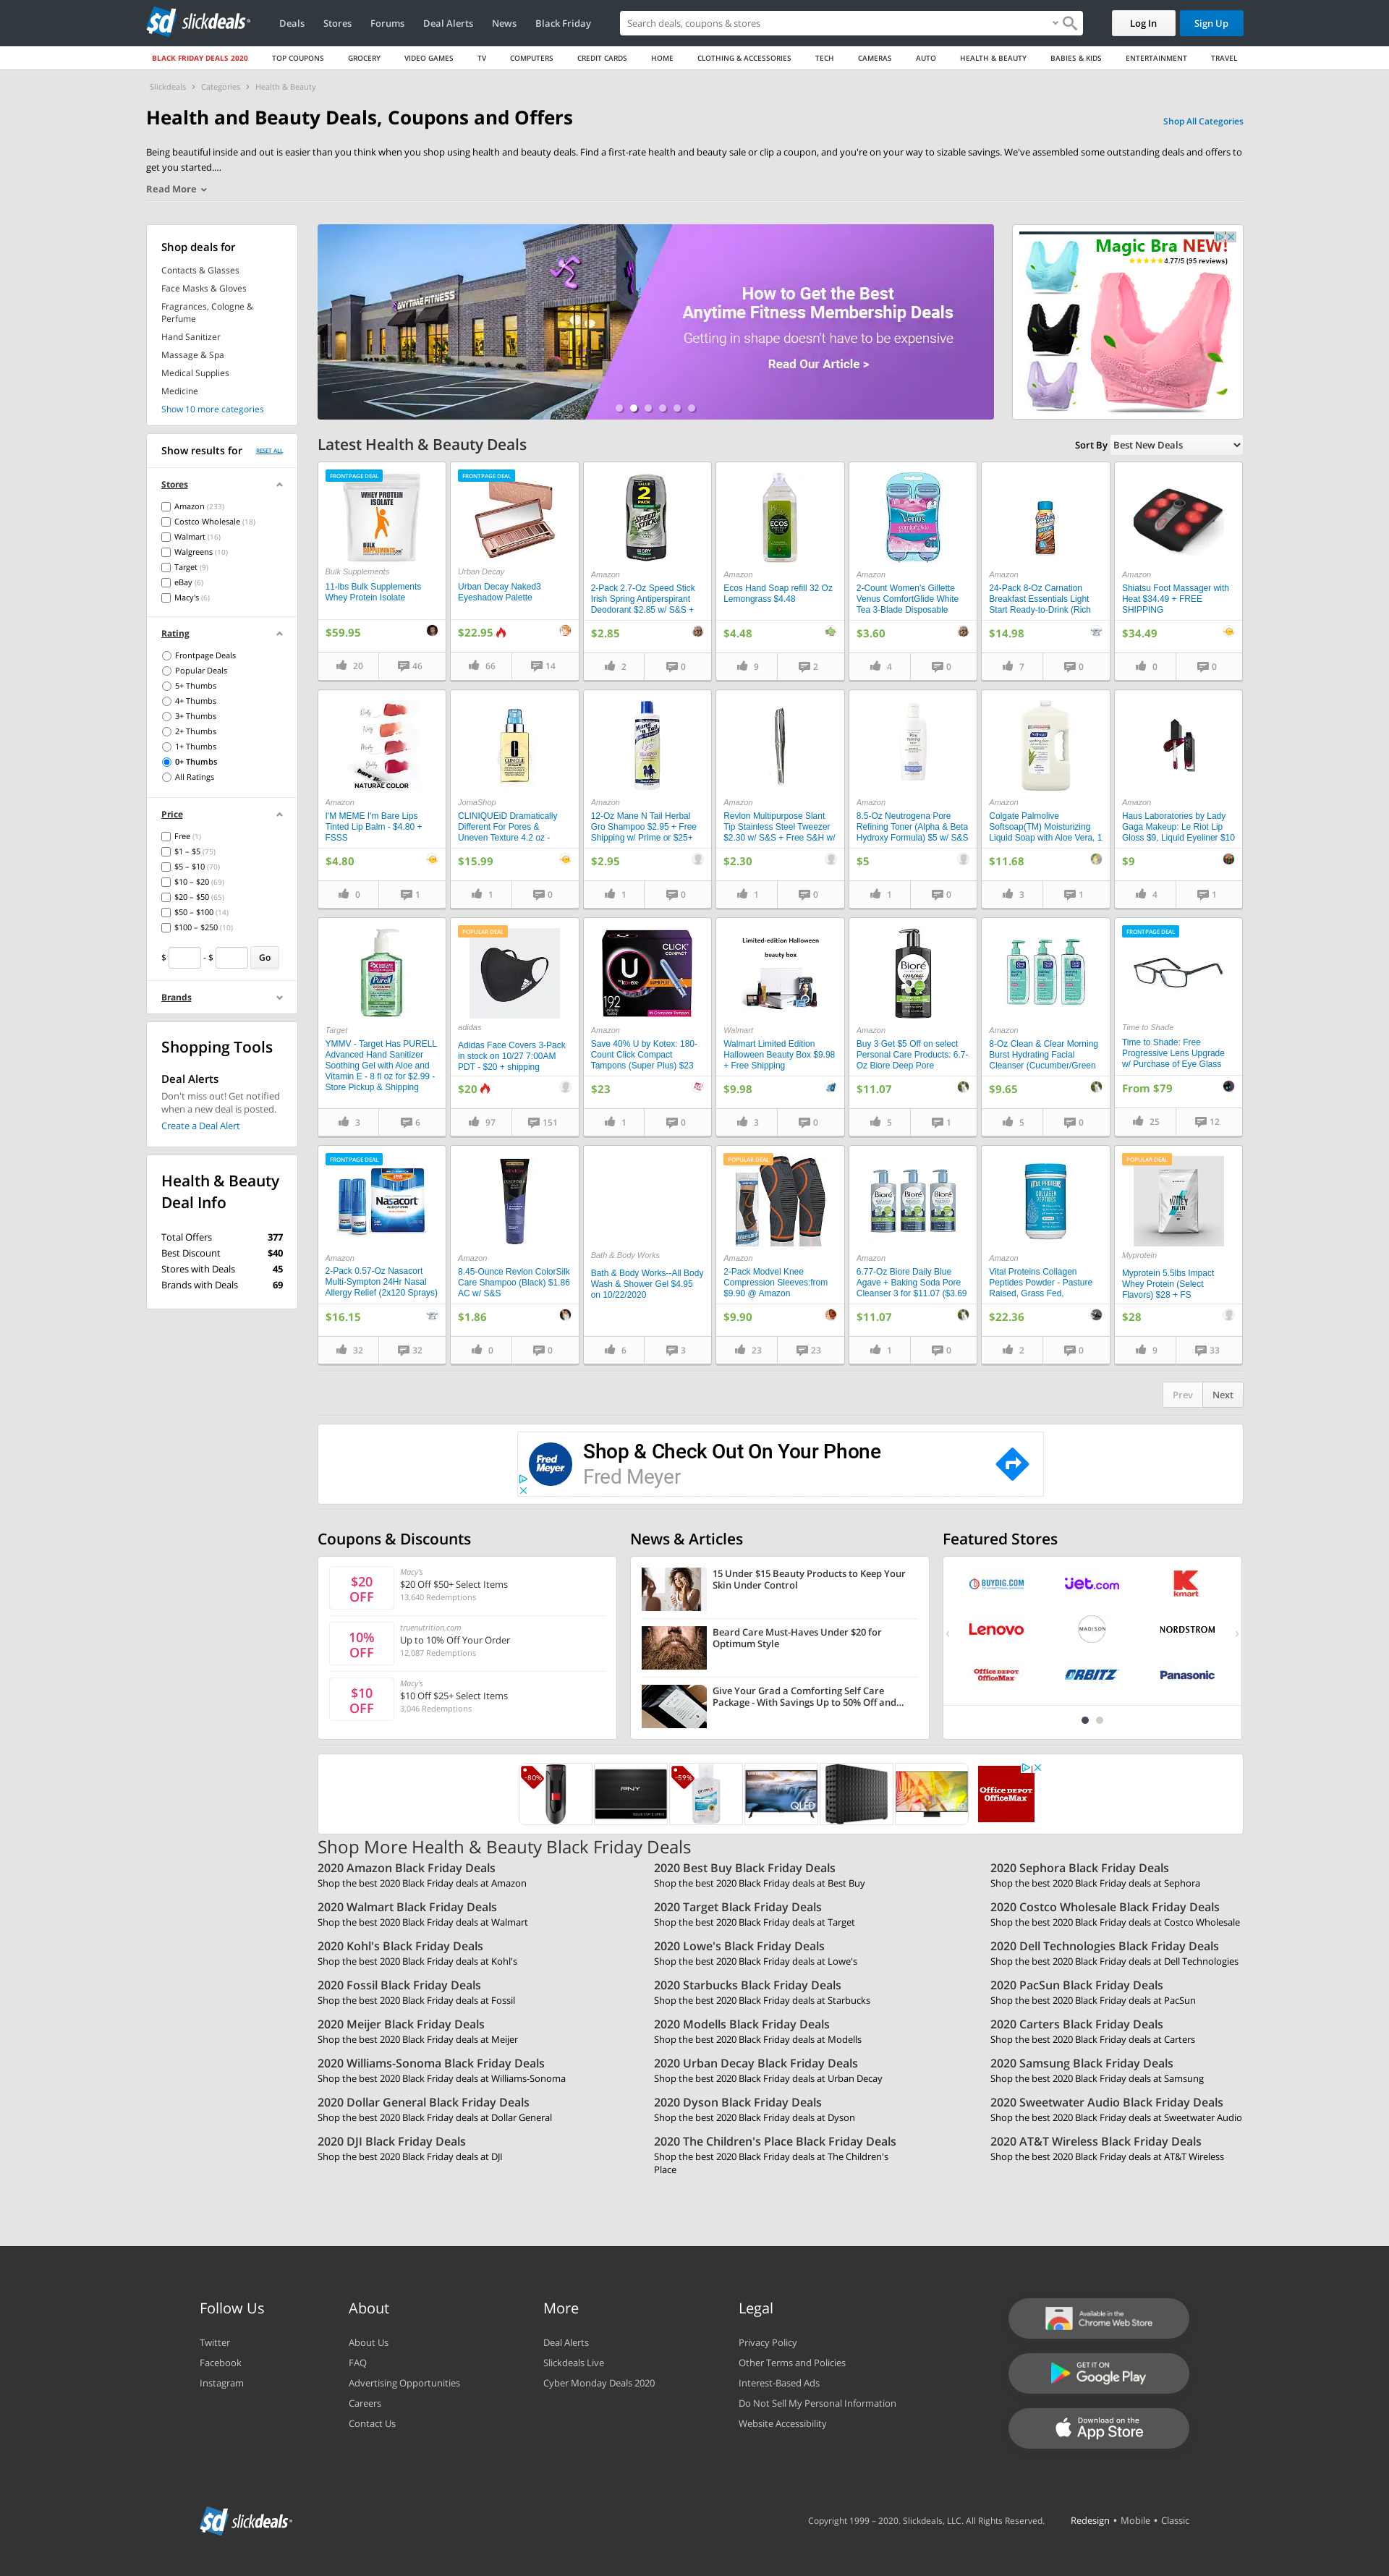 sd slickdeals
Deals Stores Forums Deal Alerts News Black Friday
Search deals, coupons & stores
Log In Sign Up
BLACK FRIDAY DEALS 2020 TOP COUPONS GROCERY VIDEO GAMES TV COMPUTERS CREDIT CARDS HOME CLOTHING & ACCESSORIES TECH CAMERAS AUTO HEALTH & BEAUTY BABIES & KIDS ENTERTAINMENT TRAVEL
Slickdeals > Categories > Health & Beauty
Health and Beauty Deals, Coupons and Offers
Shop All Categories
Being beautiful inside and out is easier than you think when you shop using health and beauty deals. Find a first-rate health and beauty sale or clip a coupon, and you're on your way to sizable savings. We've assembled some outstanding deals and offers to
get you started....
Read More
Shop deals for
Contacts & Glasses
Face Masks & Gloves
Fragrances, Cologne &
Perfume
Hand Sanitizer
Massage & Spa
Medical Supplies
Medicine
Show 10 more categories
Show results for RESET ALL
Stores
Amazon (233)
Costco Wholesale (18)
Walmart (16)
Walgreens (10)
Target (9)
eBay (6)
Macy's (6)
Rating
Frontpage Deals
Popular Deals
5+ Thumbs
4+ Thumbs
3+ Thumbs
2+ Thumbs
1+ Thumbs
0+ Thumbs
All Ratings
Price
Free (1)
$1 – $5 (75)
$5 – $10 (70)
$10 – $20 (69)
$20 – $50 (65)
$50 – $100 (14)
$100 – $250 (10)
$ - $ Go
Brands
Shopping Tools
Deal Alerts
Don't miss out! Get notified
when a new deal is posted.
Create a Deal Alert
Health & Beauty
Deal Info
Total Offers 377
Best Discount $40
Stores with Deals 45
Brands with Deals 69
ANYTIME FITNESS
How to Get the Best
Anytime Fitness Membership Deals
Getting in shape doesn't have to be expensive
Read Our Article >
Magic Bra NEW!
4.77/5 (95 reviews)
Latest Health & Beauty Deals
Sort By Best New Deals
FRONTPAGE DEAL
WHEY PROTEIN
ISOLATE
BULK
SUPPLEMENTS
Bulk Supplements
11-lbs Bulk Supplements
Whey Protein Isolate
$59.95
20 46
FRONTPAGE DEAL
Urban Decay
Urban Decay Naked3
Eyeshadow Palette
$22.95
66 14
2
PACK
SPEED STICK
Amazon
2-Pack 2.7-Oz Speed Stick
Irish Spring Antiperspirant
Deodorant $2.85 w/ S&S +
$2.85
2 0
ECOS
Amazon
Ecos Hand Soap refill 32 Oz
Lemongrass $4.48
$4.48
9 2
Venus
Amazon
2-Count Women's Gillette
Venus ComfortGlide White
Tea 3-Blade Disposable
$3.60
4 0
Amazon
24-Pack 8-Oz Carnation
Breakfast Essentials Light
Start Ready-to-Drink (Rich
$14.98
7 0
Amazon
Shiatsu Foot Massager with
Heat $34.49 + FREE
SHIPPING
$34.49
0 0
NATURAL COLOR
Amazon
I'M MEME I'm Bare Lips
Tinted Lip Balm - $4.80 +
FSSS
$4.80
0 1
CLINIQUE
JomaShop
CLINIQUEiD Dramatically
Different For Pores &
Uneven Texture 4.2 oz -
$15.99
1 0
Mane
'n Tail
Amazon
12-Oz Mane N Tail Herbal
Gro Shampoo $2.95 + Free
Shipping w/ Prime or $25+
$2.95
1 0
Amazon
Revlon Multipurpose Slant
Tip Stainless Steel Tweezer
$2.30 w/ S&S + Free S&H w/
$2.30
1 0
Amazon
8.5-Oz Neutrogena Pore
Refining Toner (Alpha & Beta
Hydroxy Formula) $5 w/ S&S
$5
1 0
Softsoap
Amazon
Colgate Palmolive
Softsoap(TM) Moisturizing
Liquid Soap with Aloe Vera, 1
$11.68
3 1
Amazon
Haus Laboratories by Lady
Gaga Makeup: Le Riot Lip
Gloss $9, Liquid Eyeliner $10
$9
4 1
Purell
Target
YMMV - Target Has PURELL
Advanced Hand Sanitizer
Soothing Gel with Aloe and
Vitamin E - 8 fl oz for $2.99 -
Store Pickup & Shipping
3 6
POPULAR DEAL
adidas
adidas
Adidas Face Covers 3-Pack
in stock on 10/27 7:00AM
PDT - $20 + shipping
$20
97 151
U
CLICK
COMPACT
192
Amazon
Save 40% U by Kotex: 180-
Count Click Compact
Tampons (Super Plus) $23
$23
1 0
Limited-edition Halloween
beauty box
Walmart
Walmart Limited Edition
Halloween Beauty Box $9.98
+ Free Shipping
$9.98
3 0
Bioré
Amazon
Buy 3 Get $5 Off on select
Personal Care Products: 6.7-
Oz Biore Deep Pore
$11.07
5 1
Amazon
8-Oz Clean & Clear Morning
Burst Hydrating Facial
Cleanser (Cucumber/Green
$9.65
5 0
FRONTPAGE DEAL
Time to Shade
Time to Shade: Free
Progressive Lens Upgrade
w/ Purchase of Eye Glass
From $79
25 12
FRONTPAGE DEAL
Nasacort
Amazon
2-Pack 0.57-Oz Nasacort
Multi-Sympton 24Hr Nasal
Allergy Relief (2x120 Sprays)
$16.15
32 32
Amazon
8.45-Ounce Revlon ColorSilk
Care Shampoo (Black) $1.86
AC w/ S&S
$1.86
0 0
Bath & Body Works
Bath & Body Works--All Body
Wash & Shower Gel $4.95
on 10/22/2020
6 3
POPULAR DEAL
Amazon
2-Pack Modvel Knee
Compression Sleeves:from
$9.90 @ Amazon
$9.90
23 23
Bioré Bioré Bioré
Amazon
6.77-Oz Biore Daily Blue
Agave + Baking Soda Pore
Cleanser 3 for $11.07 ($3.69
$11.07
1 0
VITAL PROTEINS
COLLAGEN
PEPTIDES
Amazon
Vital Proteins Collagen
Peptides Powder - Pasture
Raised, Grass Fed,
$22.36
2 0
POPULAR DEAL
WHEY
Myprotein
Myprotein 5.5lbs Impact
Whey Protein (Select
Flavors) $28 + FS
$28
9 33
Prev Next
Fred Meyer
Shop & Check Out On Your Phone
Fred Meyer
Coupons & Discounts
$20
OFF
Macy's
$20 Off $50+ Select Items
13,640 Redemptions
10%
OFF
truenutrition.com
Up to 10% Off Your Order
12,087 Redemptions
$10
OFF
Macy's
$10 Off $25+ Select Items
3,046 Redemptions
News & Articles
15 Under $15 Beauty Products to Keep Your
Skin Under Control
Beard Care Must-Haves Under $20 for
Optimum Style
Give Your Grad a Comforting Self Care
Package - With Savings Up to 50% Off and...
Featured Stores
BUYDIG.COM jet.com Kmart
Lenovo MADISON NORDSTROM
Office DEPOT OfficeMax ORBITZ Panasonic
-80% PNY -59% QLED
Office DEPOT
OfficeMax
Shop More Health & Beauty Black Friday Deals
2020 Amazon Black Friday Deals
Shop the best 2020 Black Friday deals at Amazon
2020 Best Buy Black Friday Deals
Shop the best 2020 Black Friday deals at Best Buy
2020 Sephora Black Friday Deals
Shop the best 2020 Black Friday deals at Sephora
2020 Walmart Black Friday Deals
Shop the best 2020 Black Friday deals at Walmart
2020 Target Black Friday Deals
Shop the best 2020 Black Friday deals at Target
2020 Costco Wholesale Black Friday Deals
Shop the best 2020 Black Friday deals at Costco Wholesale
2020 Kohl's Black Friday Deals
Shop the best 2020 Black Friday deals at Kohl's
2020 Lowe's Black Friday Deals
Shop the best 2020 Black Friday deals at Lowe's
2020 Dell Technologies Black Friday Deals
Shop the best 2020 Black Friday deals at Dell Technologies
2020 Fossil Black Friday Deals
Shop the best 2020 Black Friday deals at Fossil
2020 Starbucks Black Friday Deals
Shop the best 2020 Black Friday deals at Starbucks
2020 PacSun Black Friday Deals
Shop the best 2020 Black Friday deals at PacSun
2020 Meijer Black Friday Deals
Shop the best 2020 Black Friday deals at Meijer
2020 Modells Black Friday Deals
Shop the best 2020 Black Friday deals at Modells
2020 Carters Black Friday Deals
Shop the best 2020 Black Friday deals at Carters
2020 Williams-Sonoma Black Friday Deals
Shop the best 2020 Black Friday deals at Williams-Sonoma
2020 Urban Decay Black Friday Deals
Shop the best 2020 Black Friday deals at Urban Decay
2020 Samsung Black Friday Deals
Shop the best 2020 Black Friday deals at Samsung
2020 Dollar General Black Friday Deals
Shop the best 2020 Black Friday deals at Dollar General
2020 Dyson Black Friday Deals
Shop the best 2020 Black Friday deals at Dyson
2020 Sweetwater Audio Black Friday Deals
Shop the best 2020 Black Friday deals at Sweetwater Audio
2020 DJI Black Friday Deals
Shop the best 2020 Black Friday deals at DJI
2020 The Children's Place Black Friday Deals
Shop the best 2020 Black Friday deals at The Children's
Place
2020 AT&T Wireless Black Friday Deals
Shop the best 2020 Black Friday deals at AT&T Wireless
Follow Us
Twitter
Facebook
Instagram
About
About Us
FAQ
Advertising Opportunities
Careers
Contact Us
More
Deal Alerts
Slickdeals Live
Cyber Monday Deals 2020
Legal
Privacy Policy
Other Terms and Policies
Interest-Based Ads
Do Not Sell My Personal Information
Website Accessibility
Available in the
Chrome Web Store
GET IT ON
Google Play
Download on the
App Store
sd slickdeals
Copyright 1999 – 2020. Slickdeals, LLC. All Rights Reserved.
Redesign • Mobile • Classic